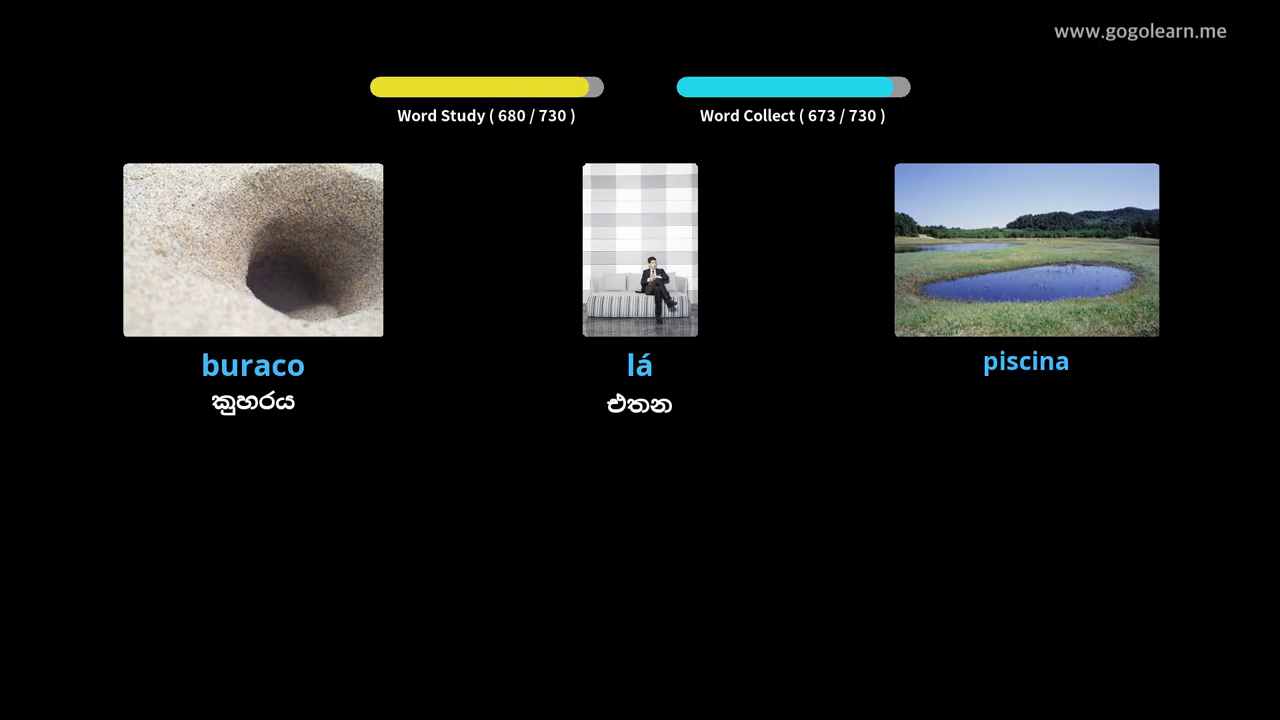 www.gogolearn.me
Word Study ( 680 / 730 )
Word Collect ( 673 / 730 )
buraco
lá
piscina
කුහරය
එතන